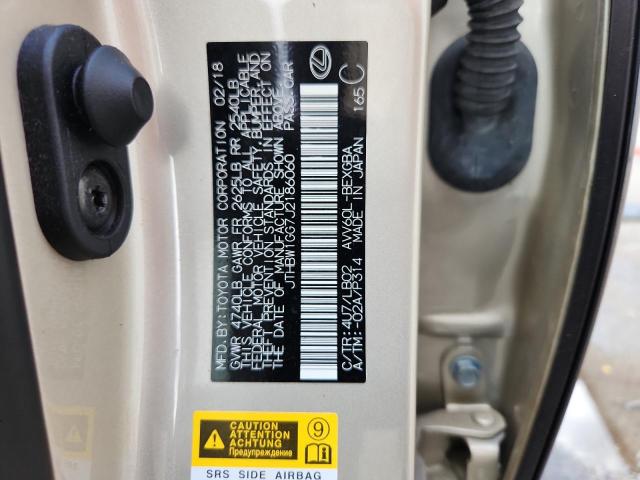 MFD.BY:TOYOTA MOTOR CORPORATION 02/18
GVWR 4740LB GAWR FR 2625LB RR 2540LB
THIS VEHICLE CONFORMS TO ALL APPLICABLE
FEDERAL MOTOR VEHICLE SAFETY,BUMPER,AND
THEFT PREVENTION STANDARDS IN EFFECT ON
THE DATE OF MANUFACTURE SHOWN ABOVE.
JTHBW1GG7J2186060 PASS.CAR
165 C
C/TR:4U7/LB02 AVV60L-BEXGBA
A/TM:-02A/P314 MADE IN JAPAN
CAUTION
ATTENTION
ACHTUNG
Предупреждение
9
SRS SIDE AIRBAG